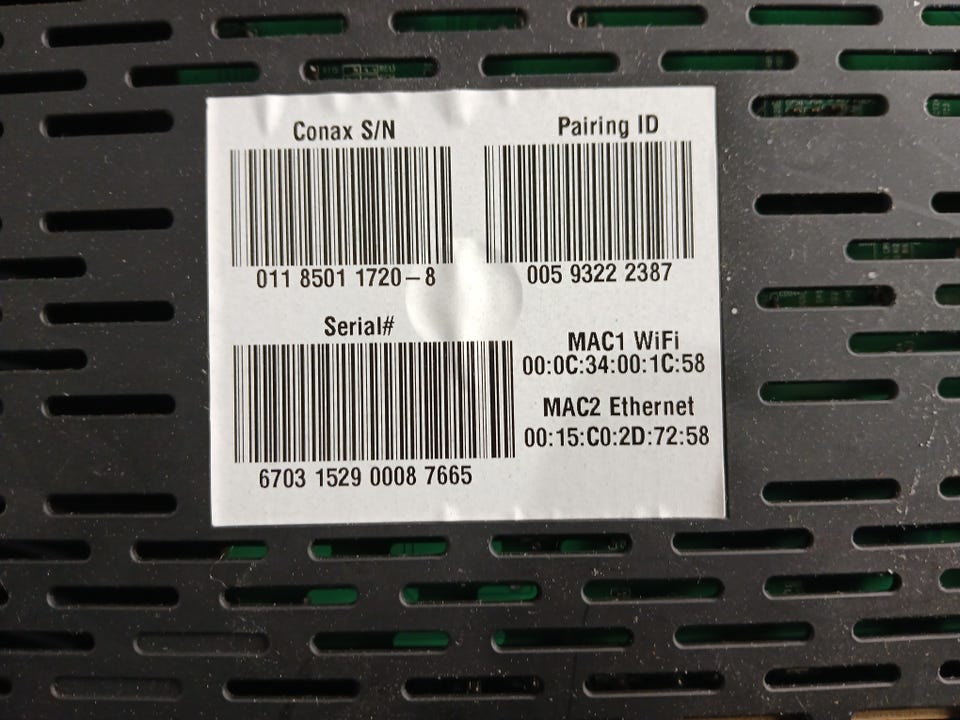 Conax S/N
011 8501 1720-8
Pairing ID
005 9322 2387
Serial#
6703 1529 0008 7665
MAC1 WiFi
00:0C:34:00:1C:58
MAC2 Ethernet
00:15:C0:2D:72:58